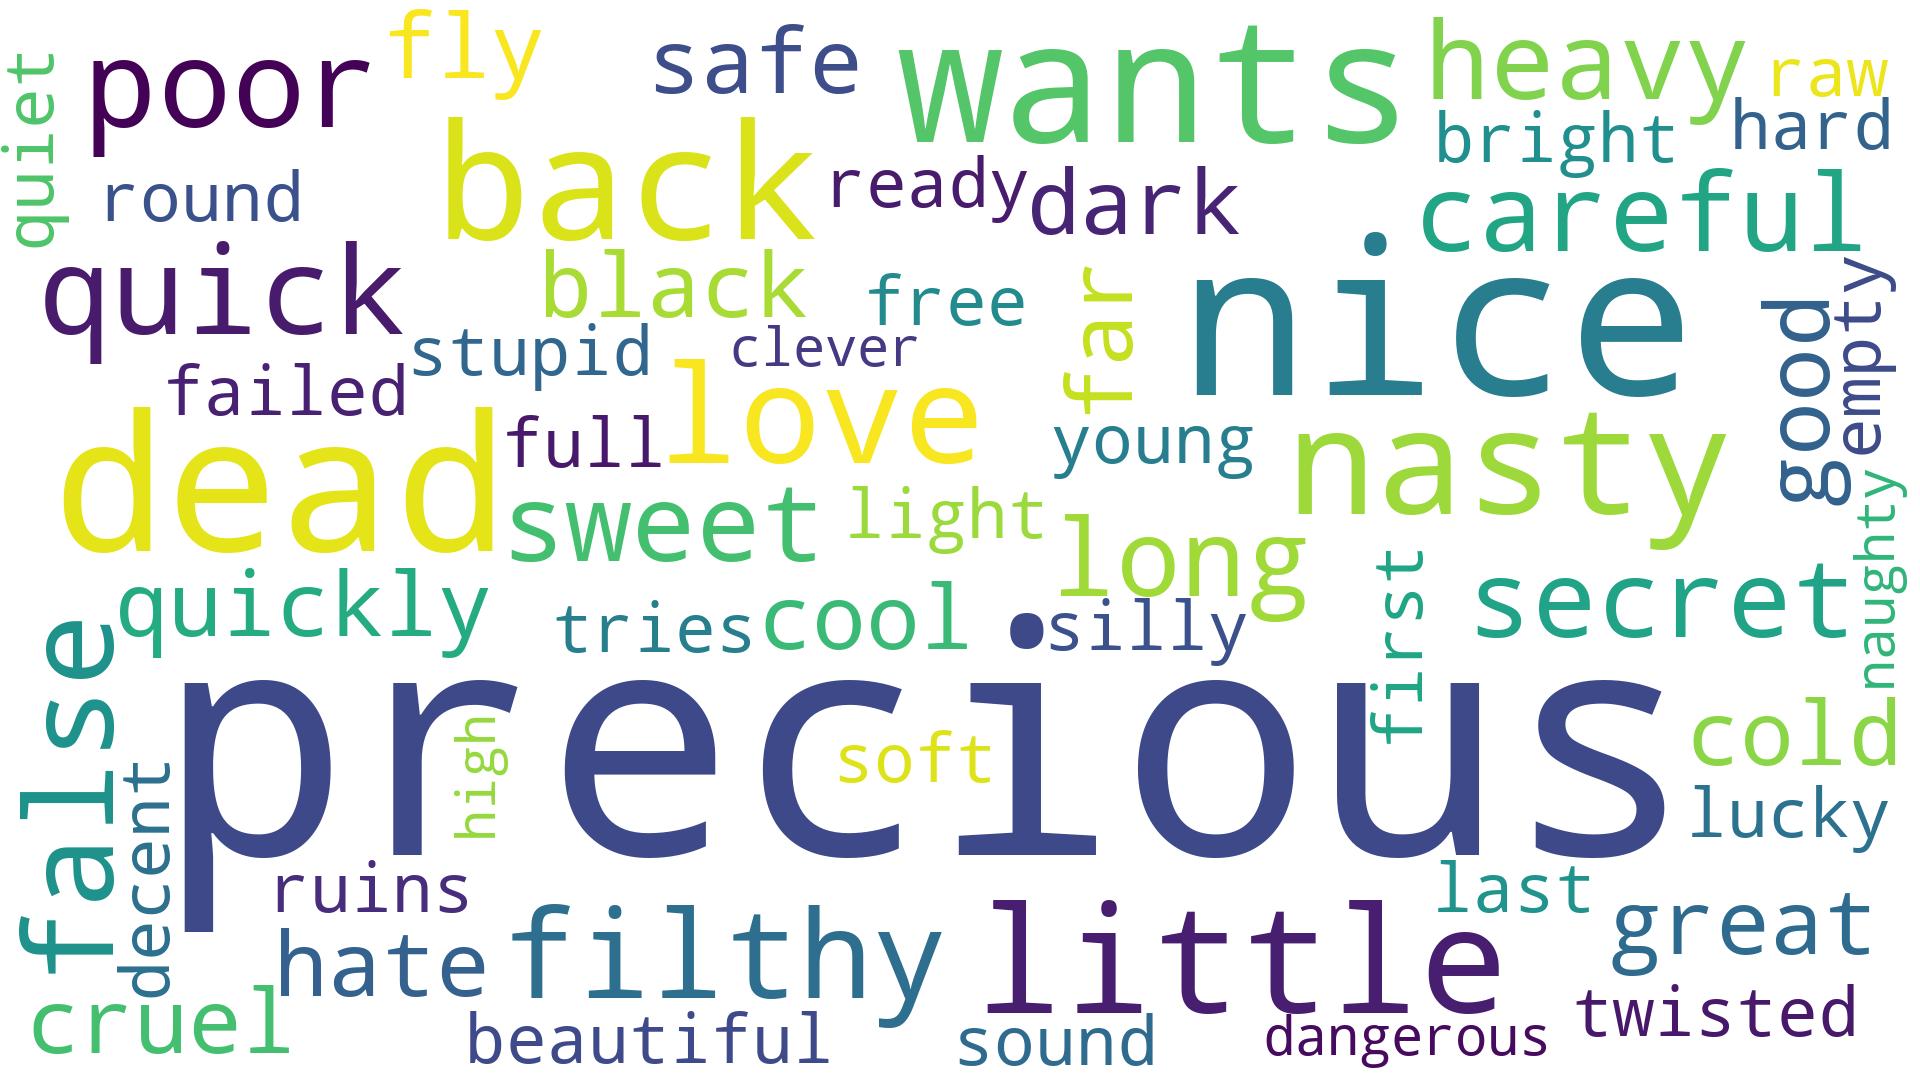 fly
poor
safe
wants
heavy
raw
quiet
back
bright
hard
round
ready
dark
careful
quick
black
free
far
nice
good
empty
stupid
clever
failed
love
dead
full
young
nasty
sweet
light
long
secret
naughty
quickly
tries
cool
silly
first
false
precious
high
soft
cold
decent
lucky
ruins
last
hate
filthy
little
great
cruel
beautiful
sound
dangerous
twisted